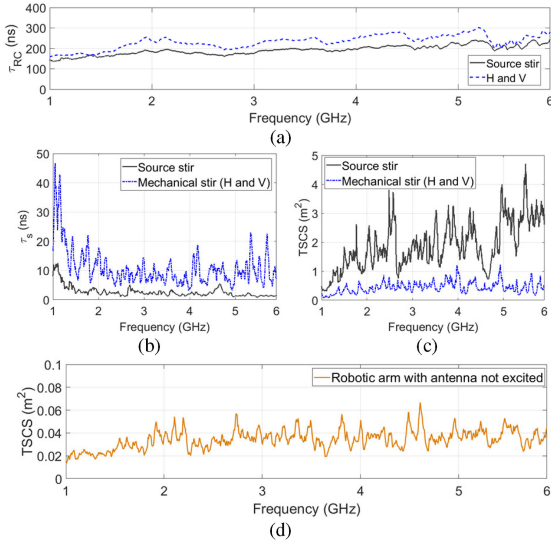 400
300
200
100
0
τRC (ns)
Source stir
H and V
1 2 3 4 5 6
Frequency (GHz)
(a)
50
40
30
20
10
0
τs (ns)
Source stir
Mechanical stir (H and V)
1 2 3 4 5 6
Frequency (GHz)
(b)
5
4
3
2
1
0
TSCS (m²)
Source stir
Mechanical stir (H and V)
1 2 3 4 5 6
Frequency (GHz)
(c)
0.1
0.08
0.06
0.04
0.02
0
TSCS (m²)
Robotic arm with antenna not excited
1 2 3 4 5 6
Frequency (GHz)
(d)